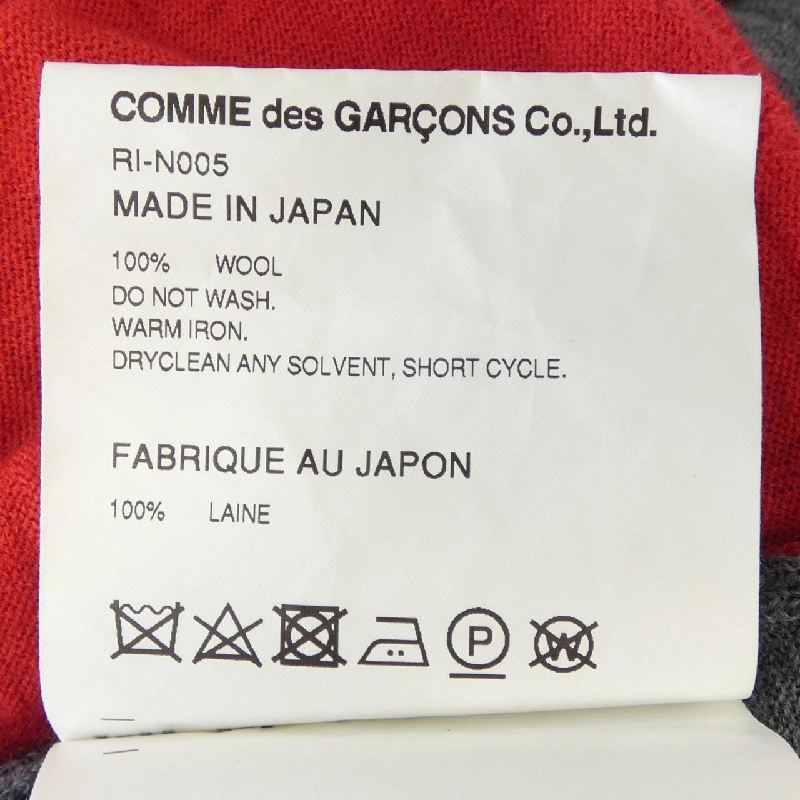 COMME des GARÇONS Co.,Ltd.
RI-N005
MADE IN JAPAN
100% WOOL
DO NOT WASH.
WARM IRON.
DRYCLEAN ANY SOLVENT, SHORT CYCLE.
FABRIQUE AU JAPON
100% LAINE
P W